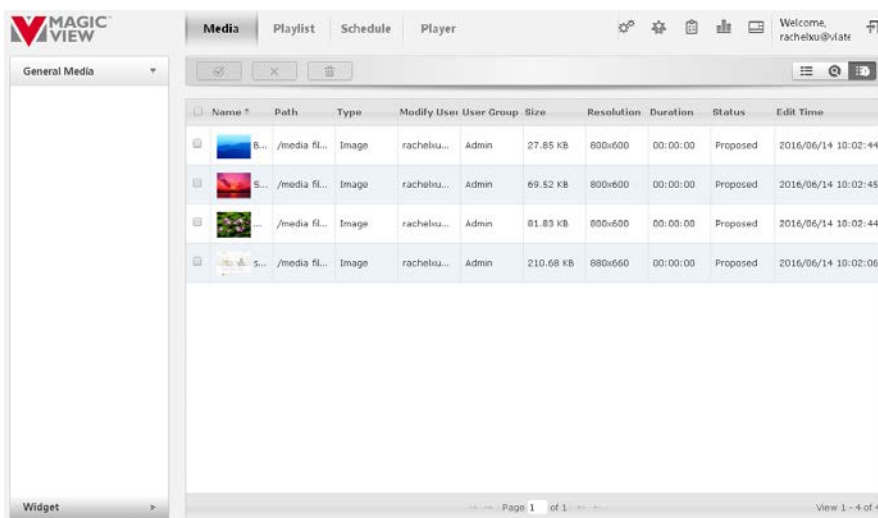 MAGIC VIEW
Media Playlist Schedule Player
Welcome,
rachelxu@vlate
General Media
Name Path Type Modify User User Group Size Resolution Duration Status Edit Time
B... /media fil... Image rachelxu... Admin 27.85 KB 800x600 00:00:00 Proposed 2016/06/14 10:02:44
S... /media fil... Image rachelxu... Admin 69.52 KB 800x600 00:00:00 Proposed 2016/06/14 10:02:45
... /media fil... Image rachelxu... Admin 81.83 KB 800x600 00:00:00 Proposed 2016/06/14 10:02:44
s... /media fil... Image rachelxu... Admin 210.68 KB 880x660 00:00:00 Proposed 2016/06/14 10:02:06
Widget
Page 1 of 1
View 1 - 4 of 4